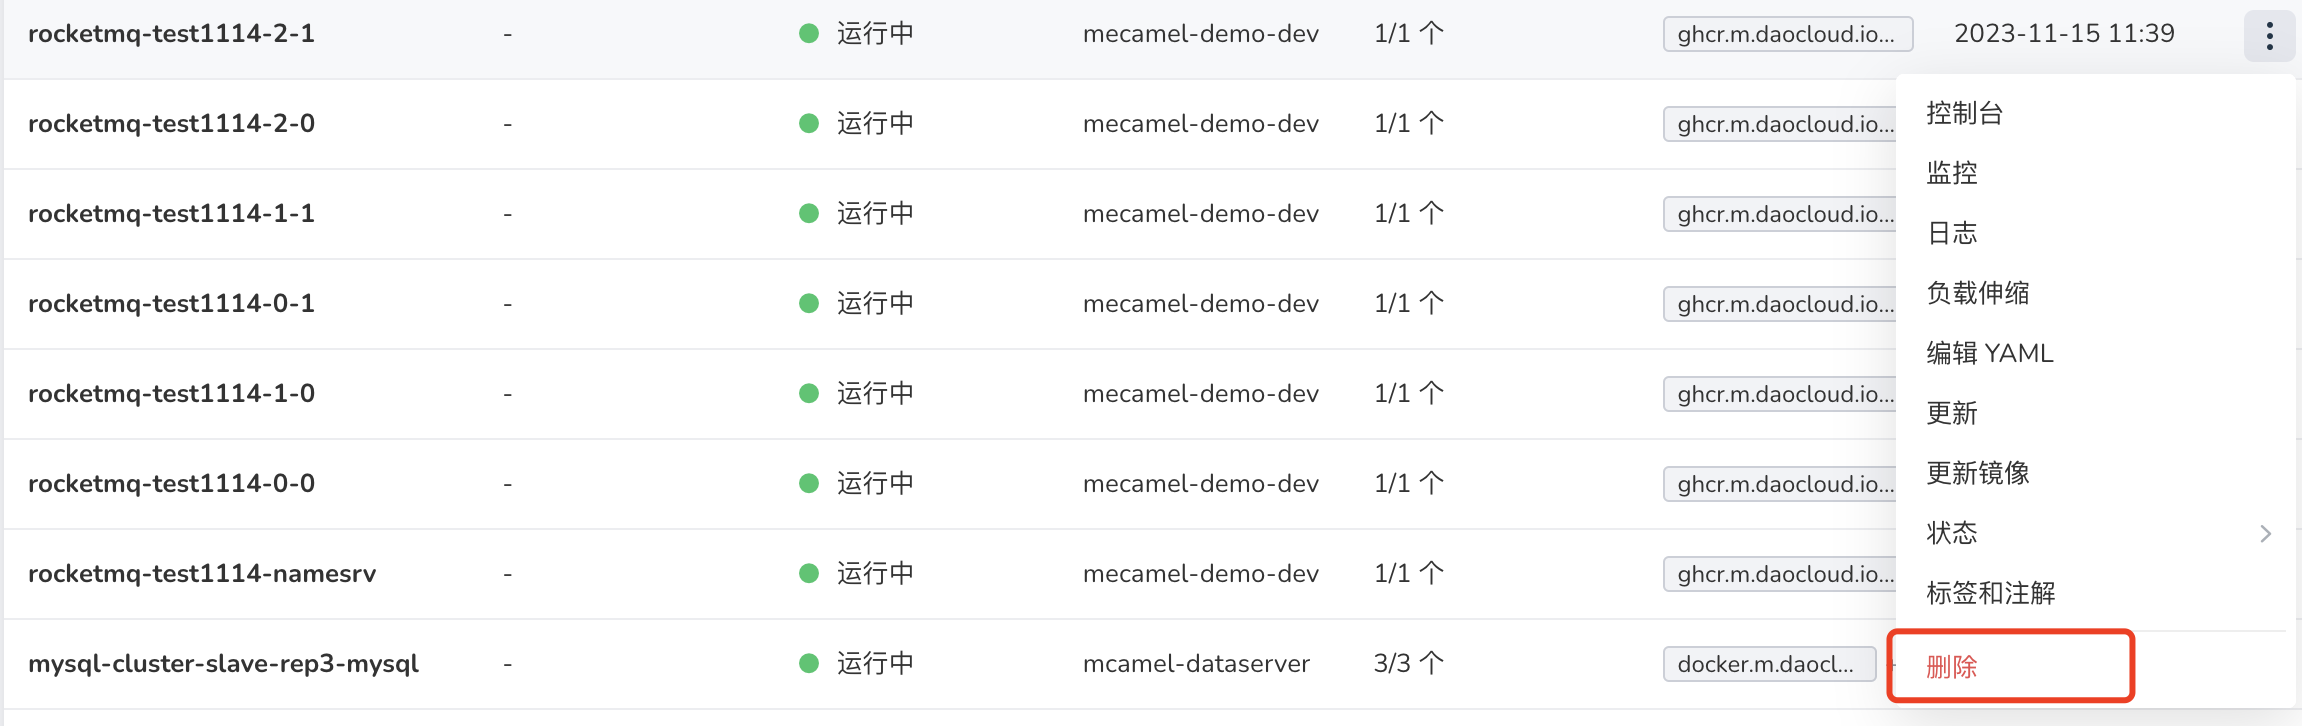 rocketmq-test1114-2-1 - 运行中 mecamel-demo-dev 1/1 个 ghcr.m.daocloud.io... 2023-11-15 11:39
rocketmq-test1114-2-0 - 运行中 mecamel-demo-dev 1/1 个 ghcr.m.daocloud.io...
rocketmq-test1114-1-1 - 运行中 mecamel-demo-dev 1/1 个 ghcr.m.daocloud.io...
rocketmq-test1114-0-1 - 运行中 mecamel-demo-dev 1/1 个 ghcr.m.daocloud.io...
rocketmq-test1114-1-0 - 运行中 mecamel-demo-dev 1/1 个 ghcr.m.daocloud.io...
rocketmq-test1114-0-0 - 运行中 mecamel-demo-dev 1/1 个 ghcr.m.daocloud.io...
rocketmq-test1114-namesrv - 运行中 mecamel-demo-dev 1/1 个 ghcr.m.daocloud.io...
mysql-cluster-slave-rep3-mysql - 运行中 mcamel-dataserver 3/3 个 docker.m.daocl...
控制台
监控
日志
负载伸缩
编辑 YAML
更新
更新镜像
状态
标签和注解
删除